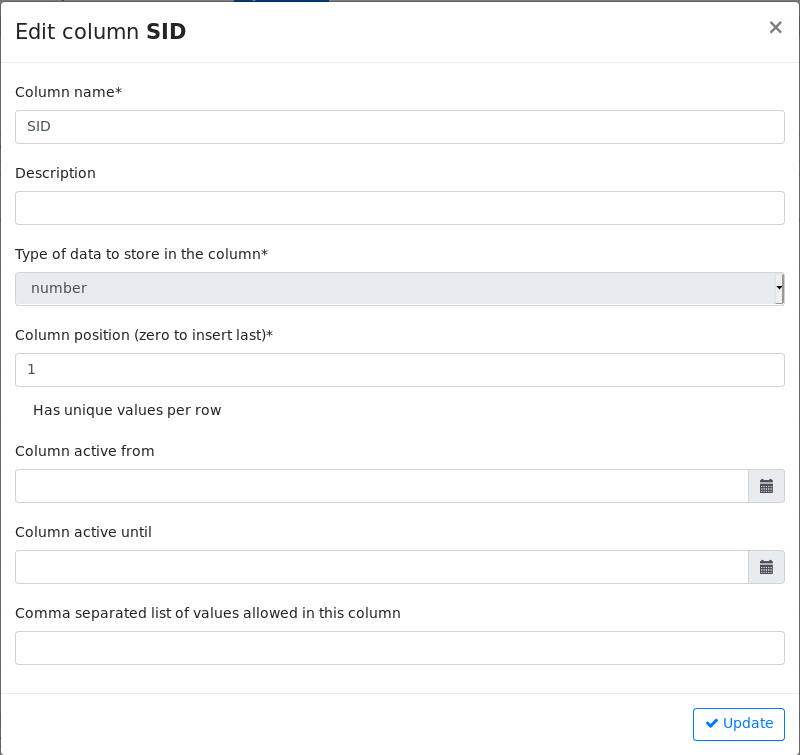 Edit column SID
×
Column name*
SID
Description
Type of data to store in the column*
number
Column position (zero to insert last)*
1
Has unique values per row
Column active from
Column active until
Comma separated list of values allowed in this column
Update